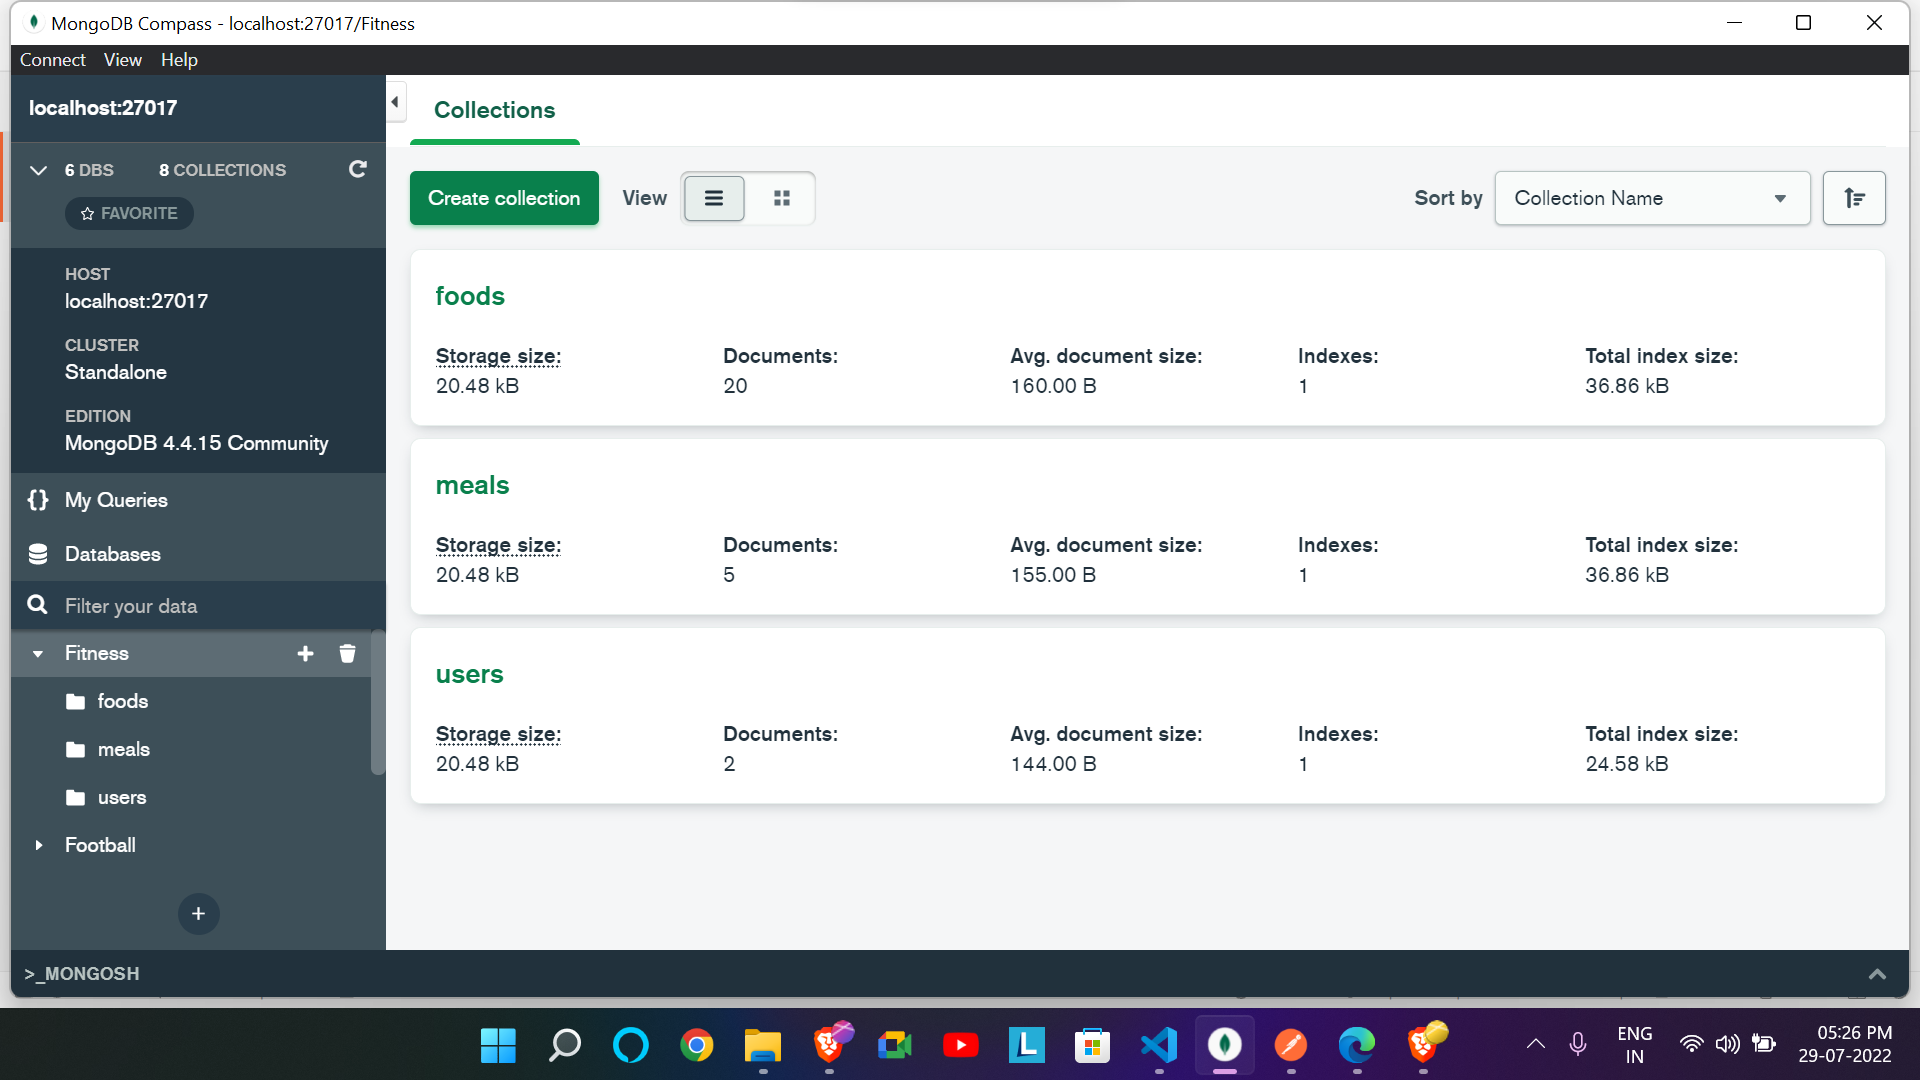 MongoDB Compass - localhost:27017/Fitness
Connect View Help
localhost:27017
6 DBS 8 COLLECTIONS
FAVORITE
HOST
localhost:27017
CLUSTER
Standalone
EDITION
MongoDB 4.4.15 Community
{} My Queries
Databases
Filter your data
Fitness
foods
meals
users
Football
Collections
Create collection View Sort by Collection Name
foods
Storage size: Documents: Avg. document size: Indexes: Total index size:
20.48 kB 20 160.00 B 1 36.86 kB
meals
Storage size: Documents: Avg. document size: Indexes: Total index size:
20.48 kB 5 155.00 B 1 36.86 kB
users
Storage size: Documents: Avg. document size: Indexes: Total index size:
20.48 kB 2 144.00 B 1 24.58 kB
>_MONGOSH
L
ENG
IN
05:26 PM
29-07-2022